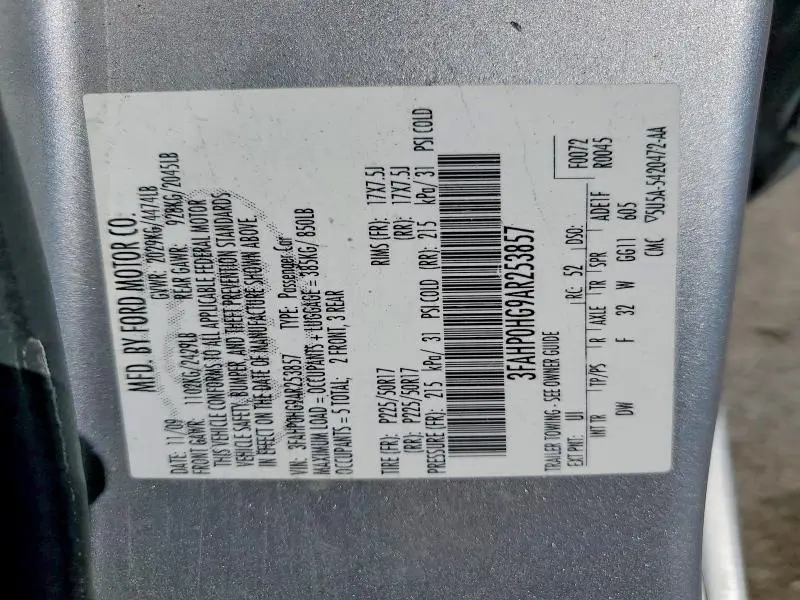 MFD. BY FORD MOTOR CO.
DATE: 11/09 GVWR: 2029KG/4474LB
FRONT GAWR: 1102KG/2429LB REAR GAWR: 928KG/2045LB
THIS VEHICLE CONFORMS TO ALL APPLICABLE FEDERAL MOTOR
VEHICLE SAFETY, BUMPER, AND THEFT PREVENTION STANDARDS
IN EFFECT ON THE DATE OF MANUFACTURE SHOWN ABOVE.
VIN: 3FAHP0HG9AR253857 TYPE: Passenger Car
MAXIMUM LOAD = OCCUPANTS + LUGGAGE = 385KG/ 850LB
OCCUPANTS = 5 TOTAL; 2 FRONT, 3 REAR
TIRE (FR): P225/50R17 RIMS (FR): 17X7.5J
(RR): P225/50R17 (RR): 17X7.5J
PRESSURE (FR): 215 kPa/ 31 PSI COLD (RR): 215 kPa/ 31 PSI COLD
3FAHP0HG9AR253857
TRAILER TOWING - SEE OWNER GUIDE F0072
EXT PNT: UI RC: 52 DSO: R0045
INT TR TP/PS R AXLE TR SPR ADE1F
DW F 32 W GG11 605
CMC 5U5A-5420472-AA